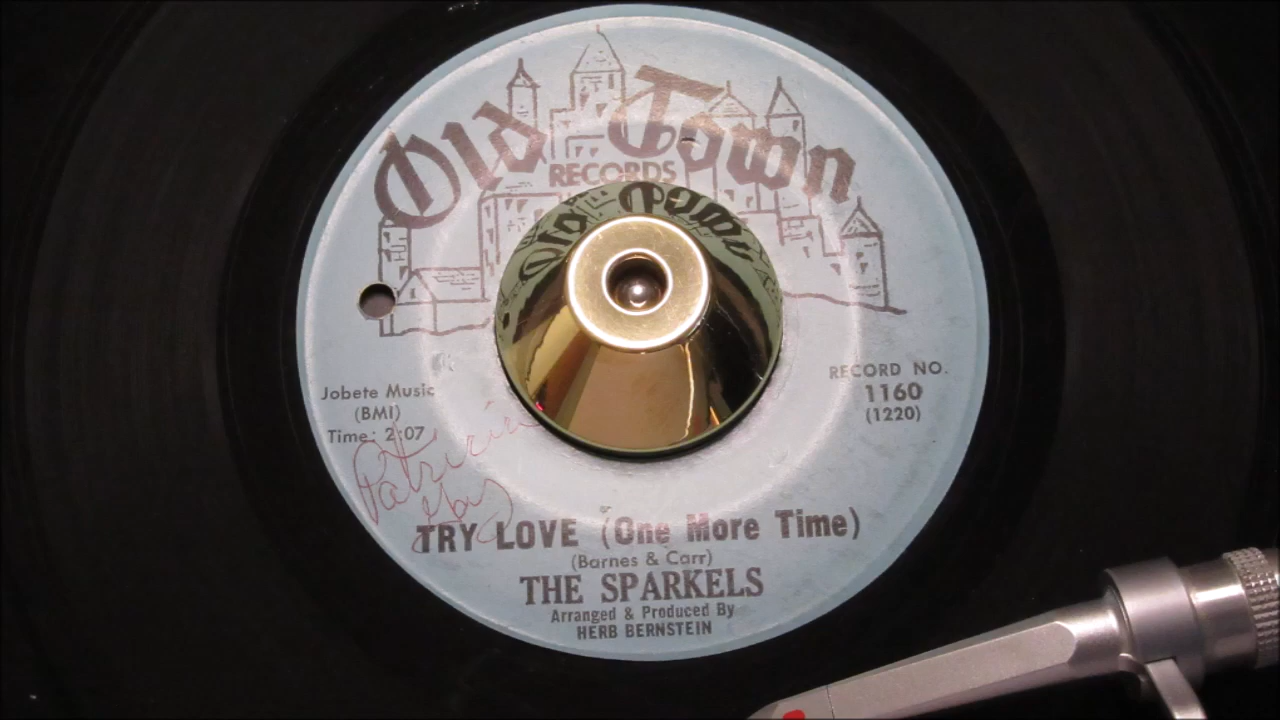 Old Town
RECORDS
Jobete Music
(BMI)
Time: 2:07
RECORD NO.
1160
(1220)
Patricia
TRY LOVE (One More Time)
(Barnes & Carr)
THE SPARKELS
Arranged & Produced By
HERB BERNSTEIN